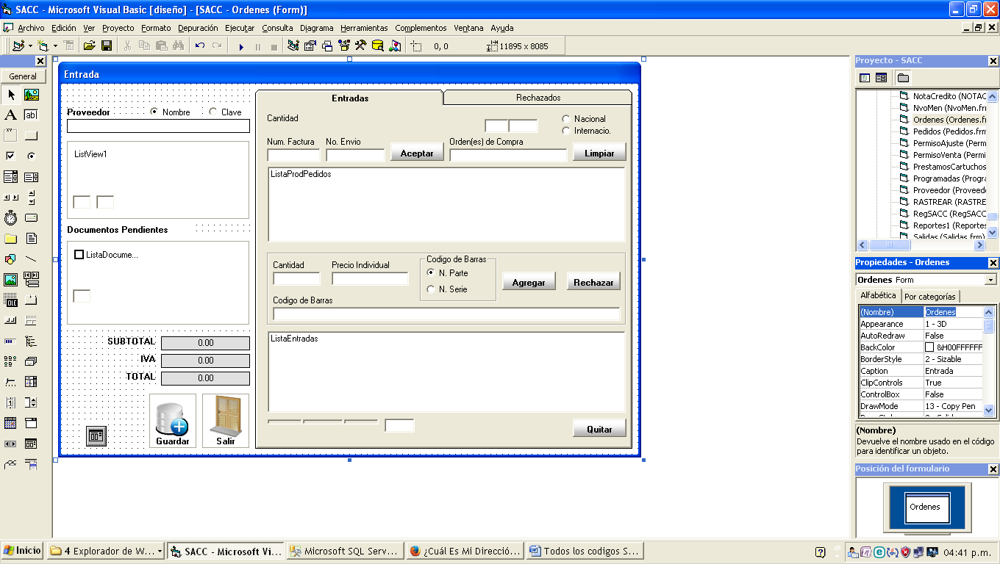 SACC - Microsoft Visual Basic [diseño] - [SACC - Ordenes (Form)]
Archivo Edición Ver Proyecto Formato Depuración Ejecutar Consulta Diagrama Herramientas Complementos Ventana Ayuda
0, 0 11895 x 8085
General
Entrada
Proveedor Nombre Clave
ListView1
Documentos Pendientes
ListaDocume...
SUBTOTAL 0.00
IVA 0.00
TOTAL 0.00
Guardar Salir
Entradas Rechazados
Cantidad Nacional
Internacio.
Num. Factura No. Envio Aceptar Orden(es) de Compra Limpiar
ListaProdPedidos
Cantidad Precio Individual Codigo de Barras
N. Parte
N. Serie
Agregar Rechazar
Codigo de Barras
ListaEntradas
Quitar
Proyecto - SACC
NotaCredito (NOTAC
NvoMen (NvoMen.fr
Ordenes (Ordenes.fr
Pedidos (Pedidos.frm
PermisoAjuste (Perm
PermisoVenta (Permi
PrestamosCartuchos
Programadas (Progra
Proveedor (Proveed
RASTREAR (RASTRE
RegSACC (RegSACC
Reportes1 (Reportes
Salidas (Salidas.frm)
Propiedades - Ordenes
Ordenes Form
Alfabética Por categorías
(Nombre) Ordenes
Appearance 1 - 3D
AutoRedraw False
BackColor &H00FFFFFF
BorderStyle 2 - Sizable
Caption Entrada
ClipControls True
ControlBox False
DrawMode 13 - Copy Pen
(Nombre)
Devuelve el nombre usado en el código
para identificar un objeto.
Posición del formulario
Ordenes
Inicio 4 Explorador de W... SACC - Microsoft Vi... Microsoft SQL Serv... ¿Cuál Es Mi Direcció... Todos los codigos S... 04:41 p.m.